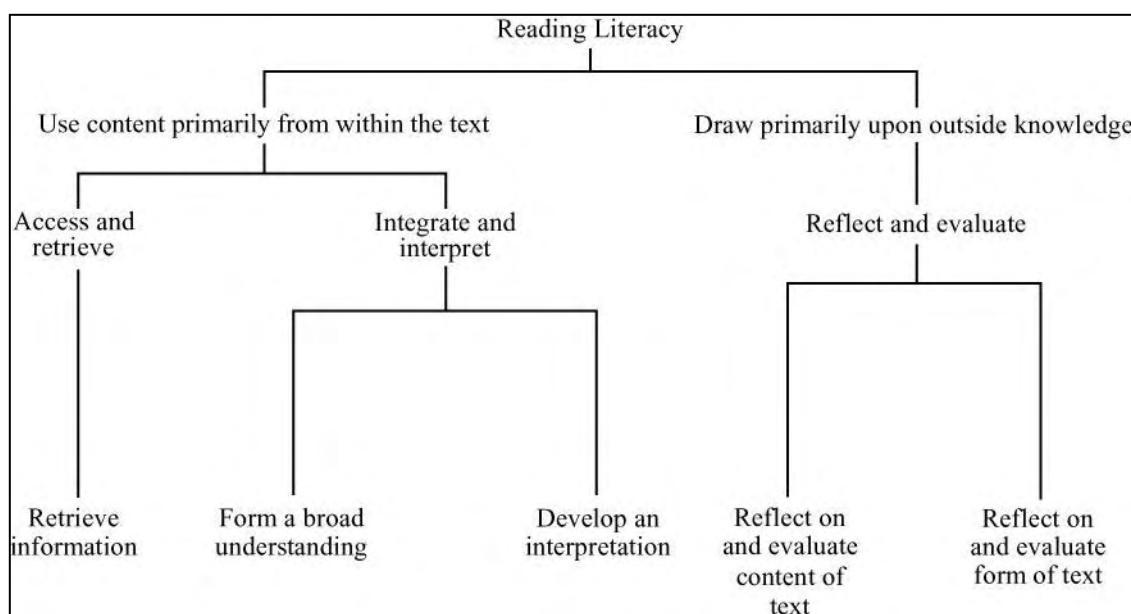 Reading Literacy
Use content primarily from within the text
Draw primarily upon outside knowledge
Access and
retrieve
Integrate and
interpret
Reflect and evaluate
Retrieve
information
Form a broad
understanding
Develop an
interpretation
Reflect on
and evaluate
content of
text
Reflect on
and evaluate
form of text